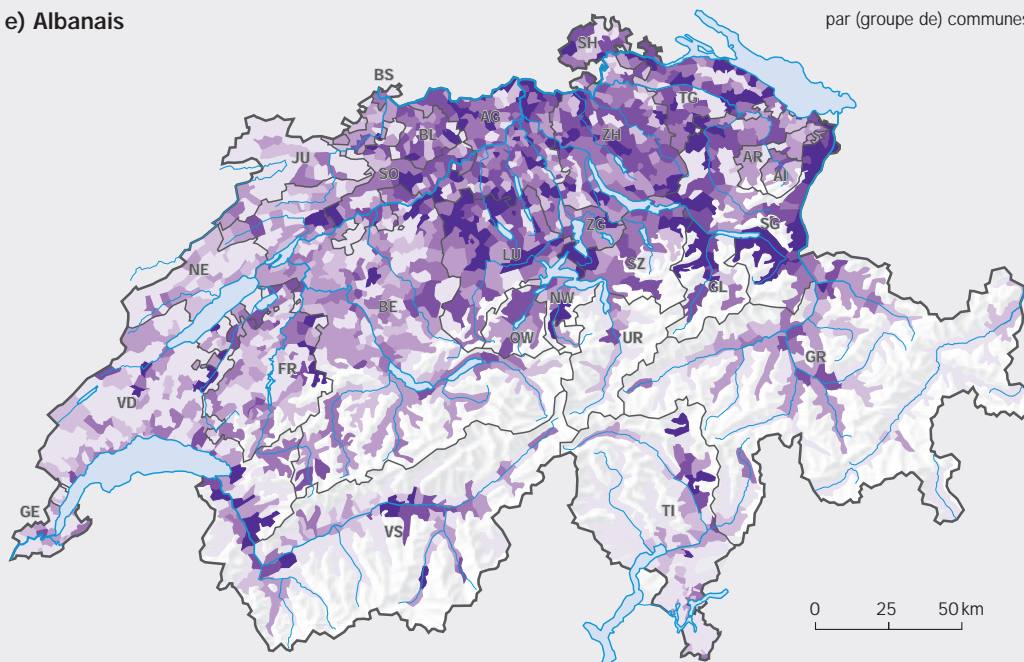 e) Albanais
par (groupe de) communes
SH
BS
TG
AG
BL
ZH
JU
AR
SO
AI
SG
ZG
LU
SZ
NE
GL
NW
BE
OW
UR
GR
FR
VD
TI
GE
VS
0 25 50 km